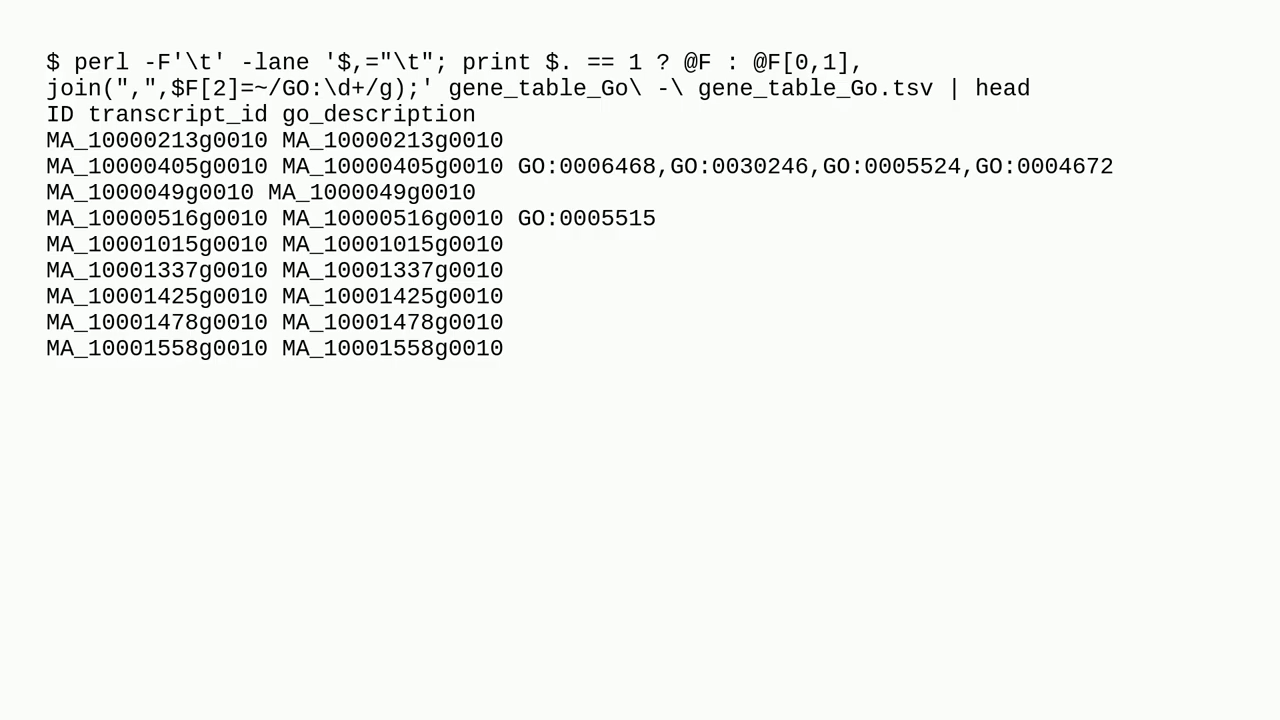 $ perl -F'\t' -lane '$,="\t"; print $. == 1 ? @F : @F[0,1],
join(",",$F[2]=~/GO:\d+/g);' gene_table_Go\ -\ gene_table_Go.tsv | head
ID transcript_id go_description
MA_10000213g0010 MA_10000213g0010
MA_10000405g0010 MA_10000405g0010 GO:0006468,GO:0030246,GO:0005524,GO:0004672
MA_1000049g0010 MA_1000049g0010
MA_10000516g0010 MA_10000516g0010 GO:0005515
MA_10001015g0010 MA_10001015g0010
MA_10001337g0010 MA_10001337g0010
MA_10001425g0010 MA_10001425g0010
MA_10001478g0010 MA_10001478g0010
MA_10001558g0010 MA_10001558g0010